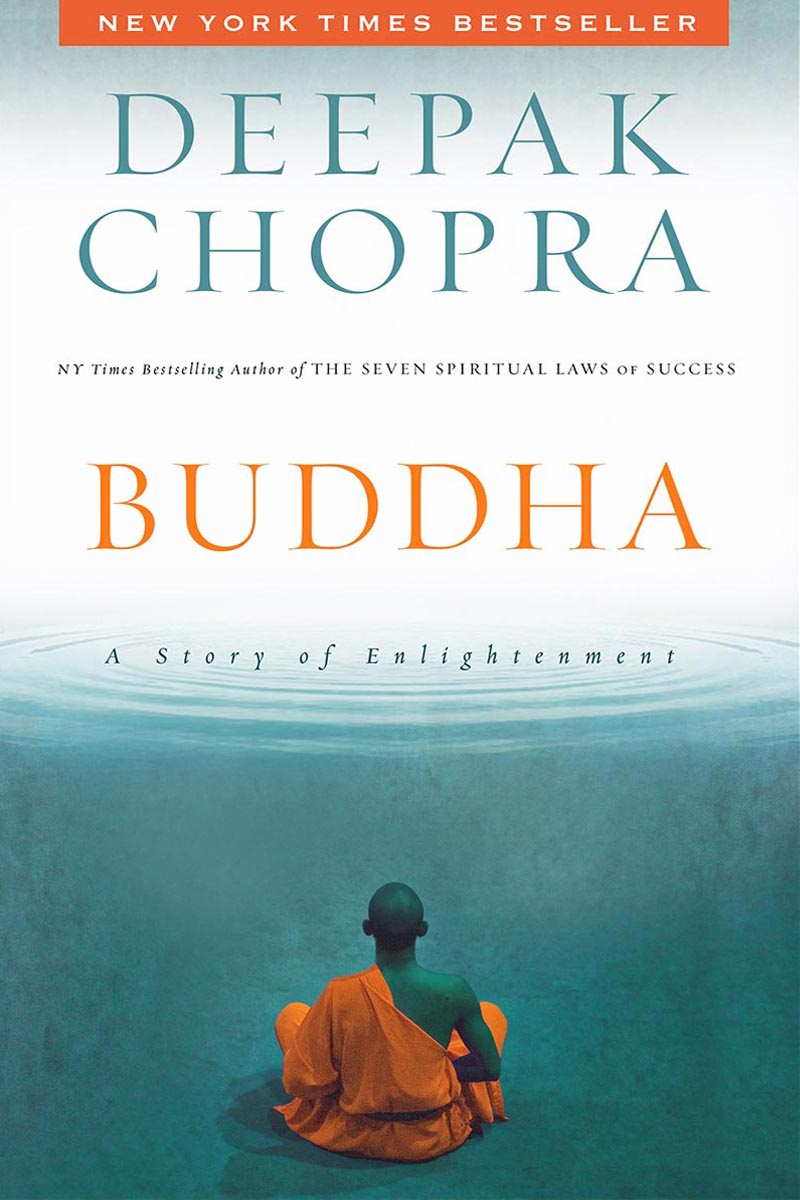 NEW YORK TIMES BESTSELLER
DEEPAK
CHOPRA
NY Times Bestselling Author of THE SEVEN SPIRITUAL LAWS OF SUCCESS
BUDDHA
A Story of Enlightenment